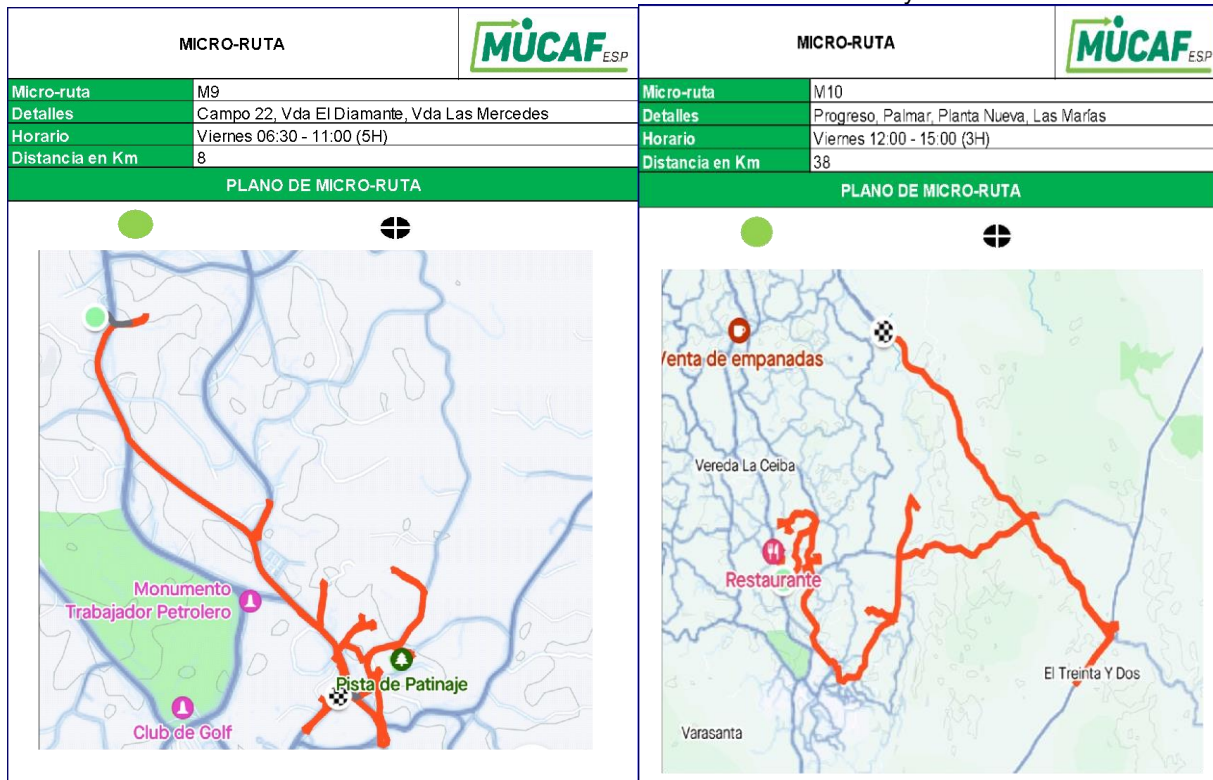 MICRO-RUTA
MÜCAF ESP
Micro-ruta M9
Detalles Campo 22, Vda El Diamante, Vda Las Mercedes
Horario Viernes 06:30 - 11:00 (5H)
Distancia en Km 8
PLANO DE MICRO-RUTA
Monumento
Trabajador Petrolero
Pista de Patinaje
Club de Golf
MICRO-RUTA
MÜCAF ESP
Micro-ruta M10
Detalles Progreso, Palmar, Planta Nueva, Las Marías
Horario Viernes 12:00 - 15:00 (3H)
Distancia en Km 38
PLANO DE MICRO-RUTA
Venta de empanadas
Vereda La Ceiba
Restaurante
El Treinta Y Dos
Varasanta